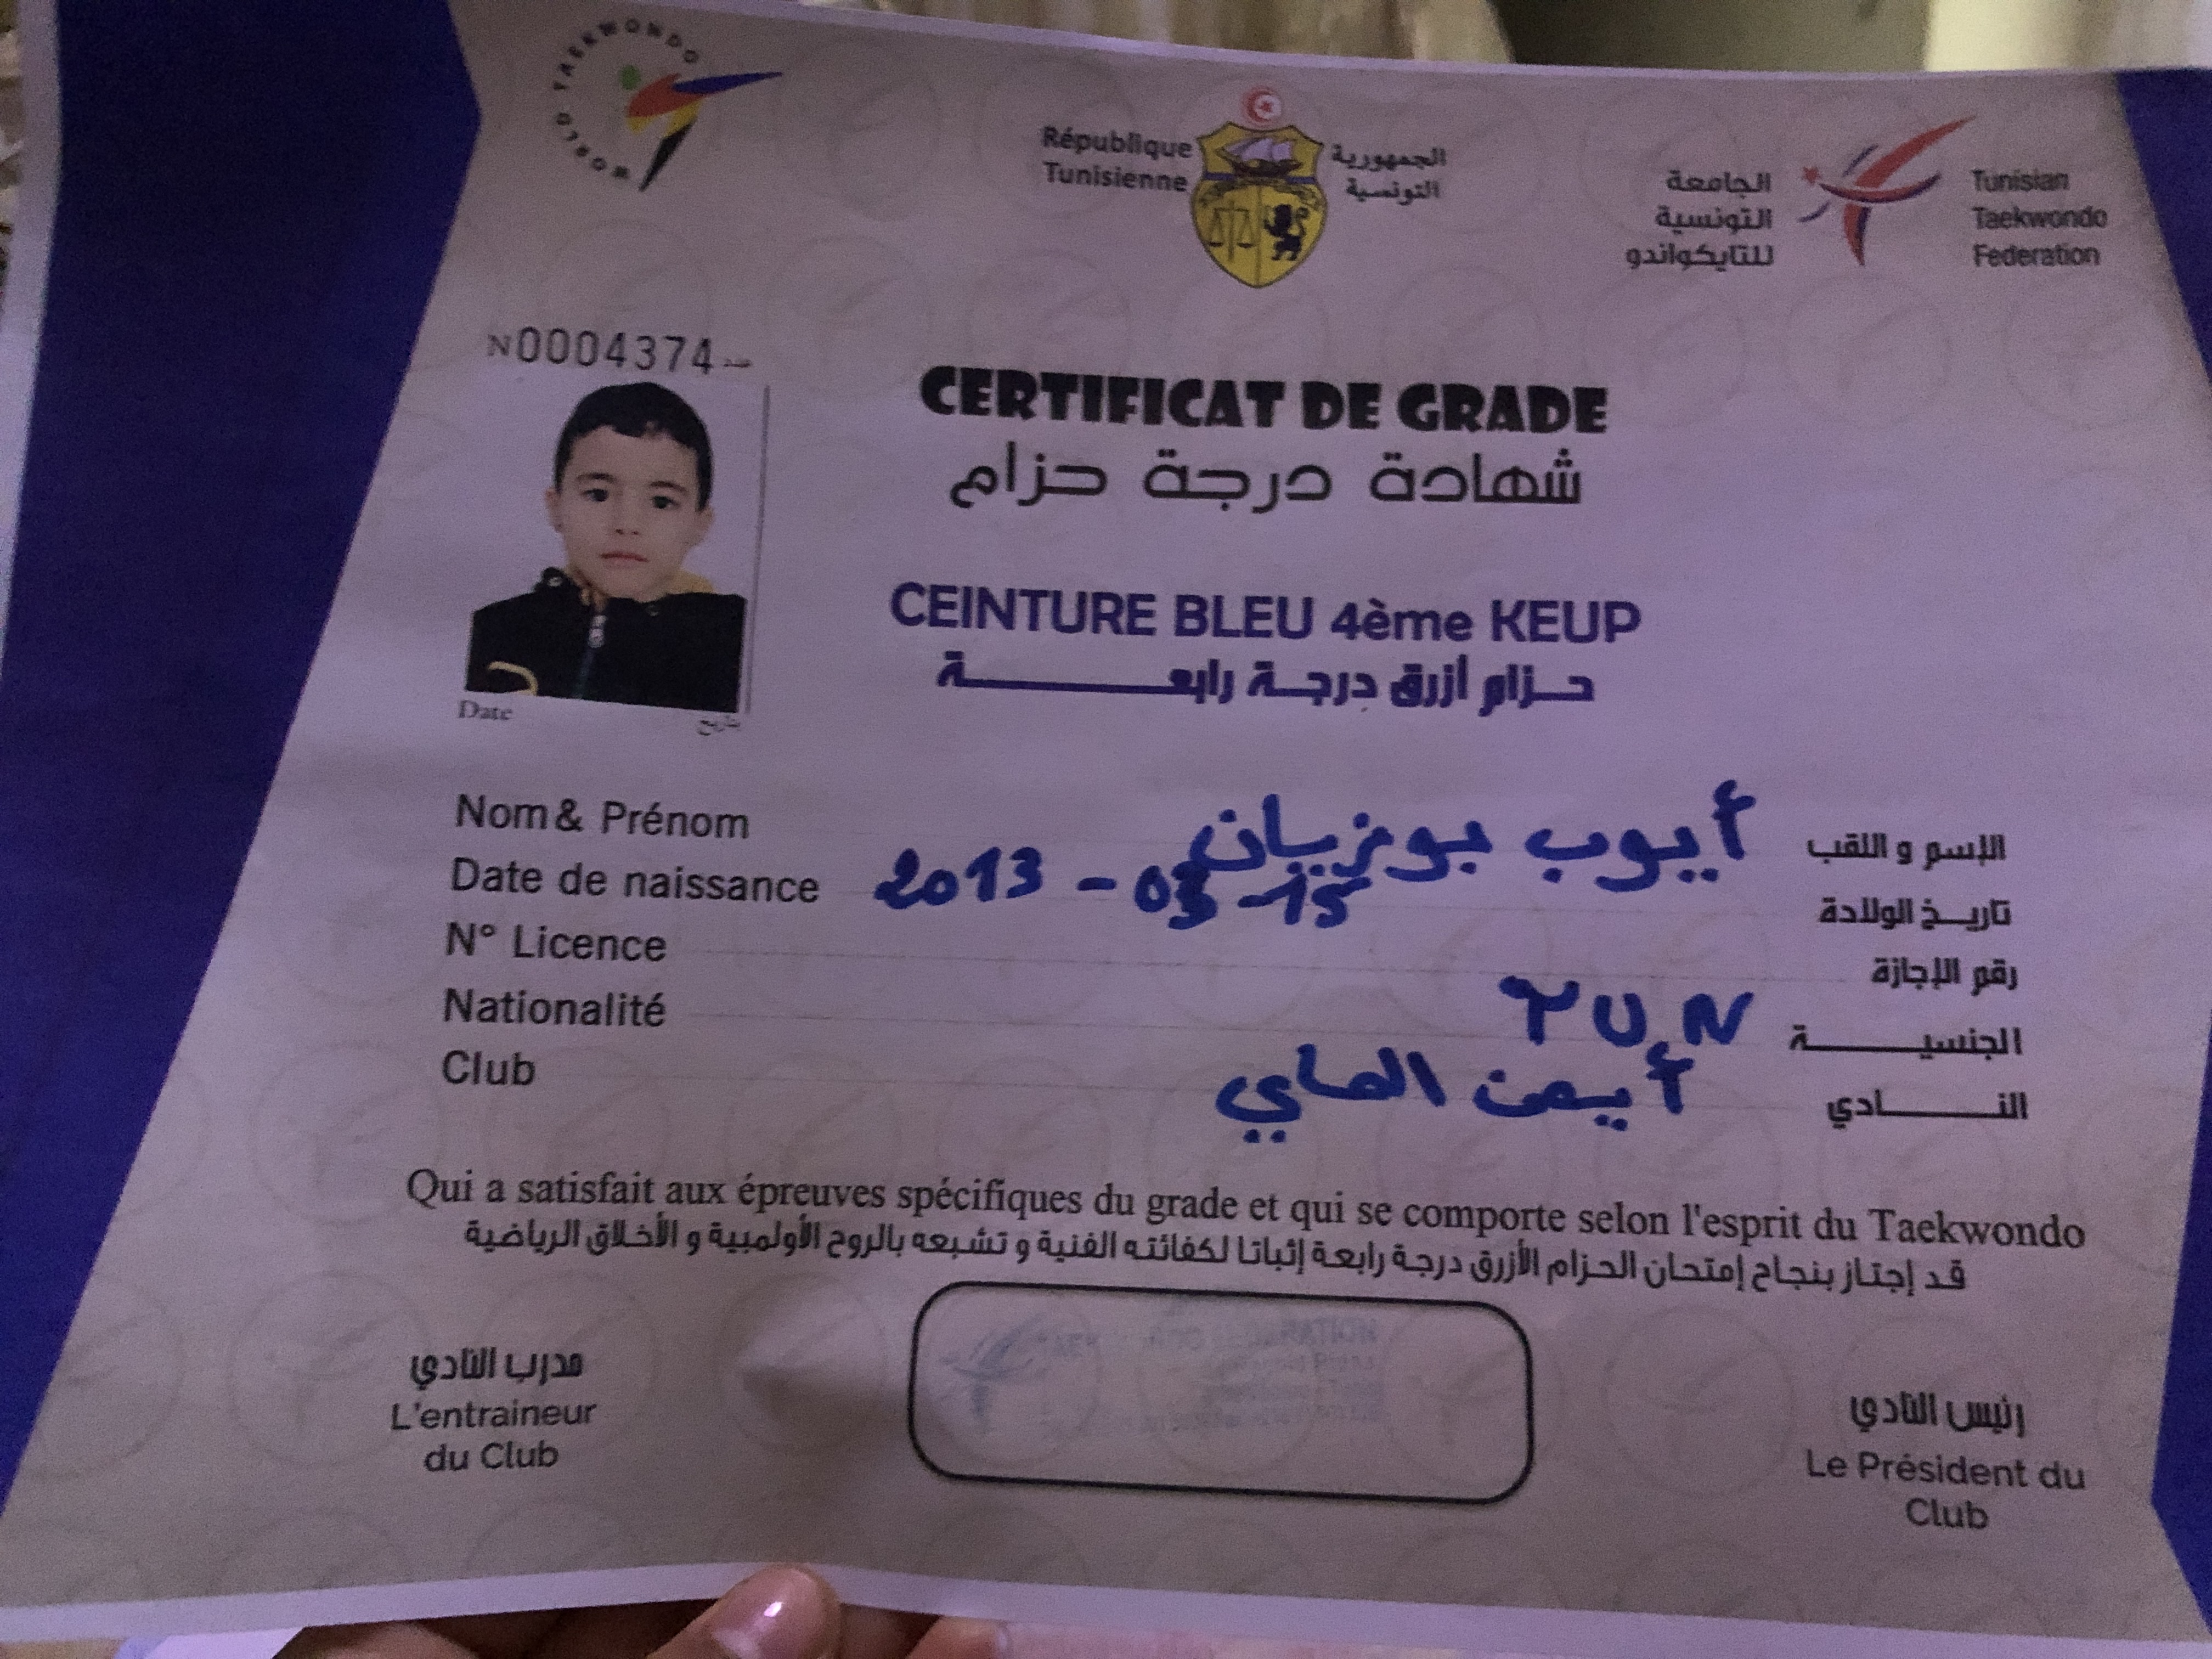 WORLD TAEKWONDO
République Tunisienne
الجمهورية التونسية
الجامعة التونسية للتايكواندو
Tunisian Taekwondo Federation
N0004374
CERTIFICAT DE GRADE
شهادة درجة حزام
CEINTURE BLEU 4ème KEUP
حزام أزرق درجة رابعة
Date تاريخ
Nom & Prénom أيوب بوزيان الإسم و اللقب
Date de naissance 2013 - 03 - 15 تاريخ الولادة
N° Licence رقم الإجازة
Nationalité TUN الجنسية
Club أيمن الماي النادي
Qui a satisfait aux épreuves spécifiques du grade et qui se comporte selon l'esprit du Taekwondo
قد إجتاز بنجاح إمتحان الحزام الأزرق درجة رابعة إثباتا لكفائته الفنية و تشبعه بالروح الأولمبية و الأخلاق الرياضية
مدرب النادي
L'entraineur
du Club
رئيس النادي
Le Président du
Club